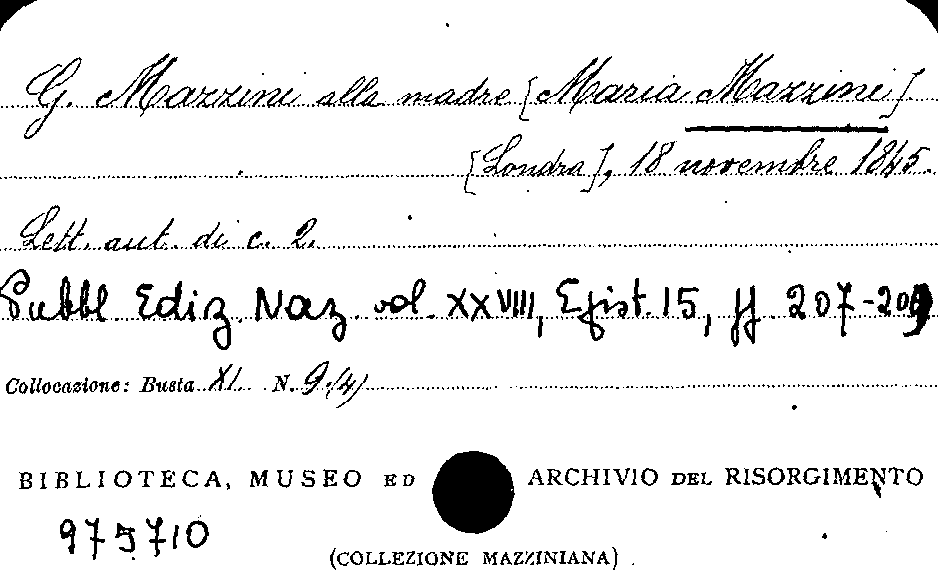 G. Mazzini alla madre [Maria Mazzini].
[Londra], 18 novembre 1845.
Lett. aut. di c. 2.
Pubbl. Ediz. Naz. vol. XXVIII, Epist. 15, pp. 207-209
Collocazione: Busta XI N. 9 (4)
BIBLIOTECA, MUSEO ED ARCHIVIO DEL RISORGIMENTO
975710
(COLLEZIONE MAZZINIANA)